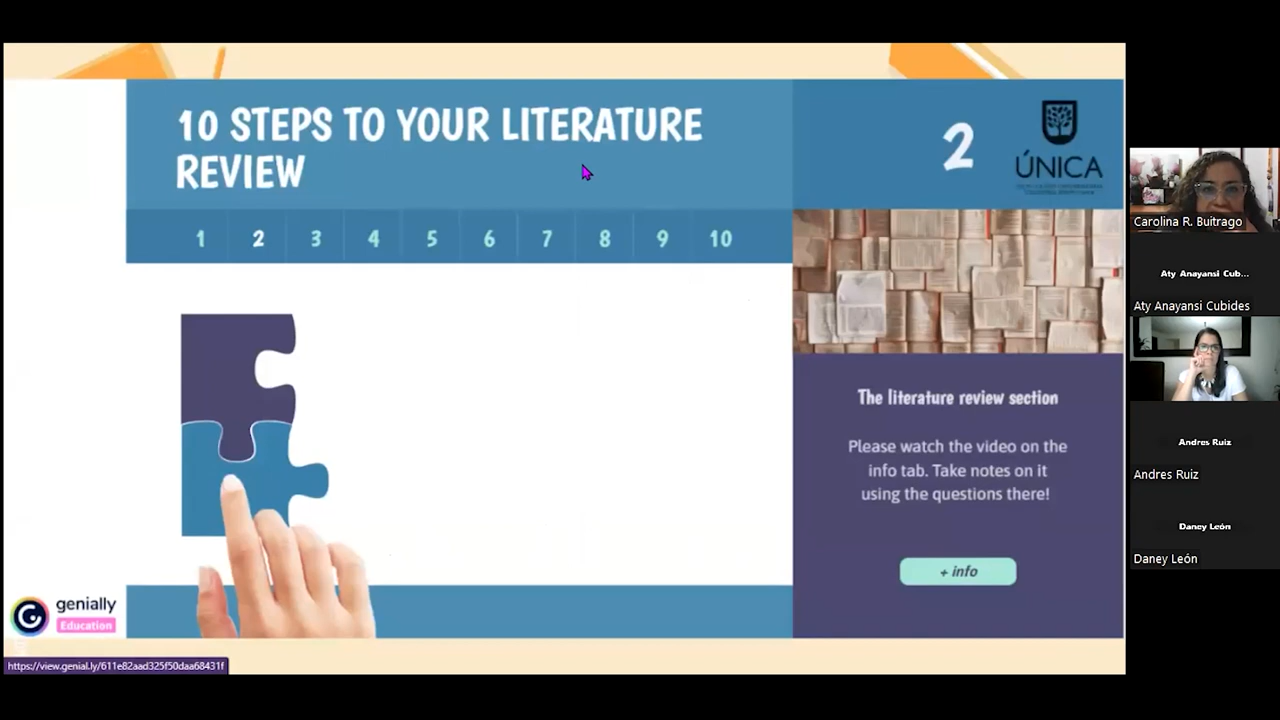 10 STEPS TO YOUR LITERATURE
REVIEW
2
ÚNICA
1 2 3 4 5 6 7 8 9 10
The literature review section
Please watch the video on the
info tab. Take notes on it
using the questions there!
+ info
genially
Education
https://view.genial.ly/611e82aad325f50daa68431f
Carolina R. Buitrago
Aty Anayansi Cub...
Aty Anayansi Cubides
Andres Ruiz
Andres Ruiz
Daney León
Daney León